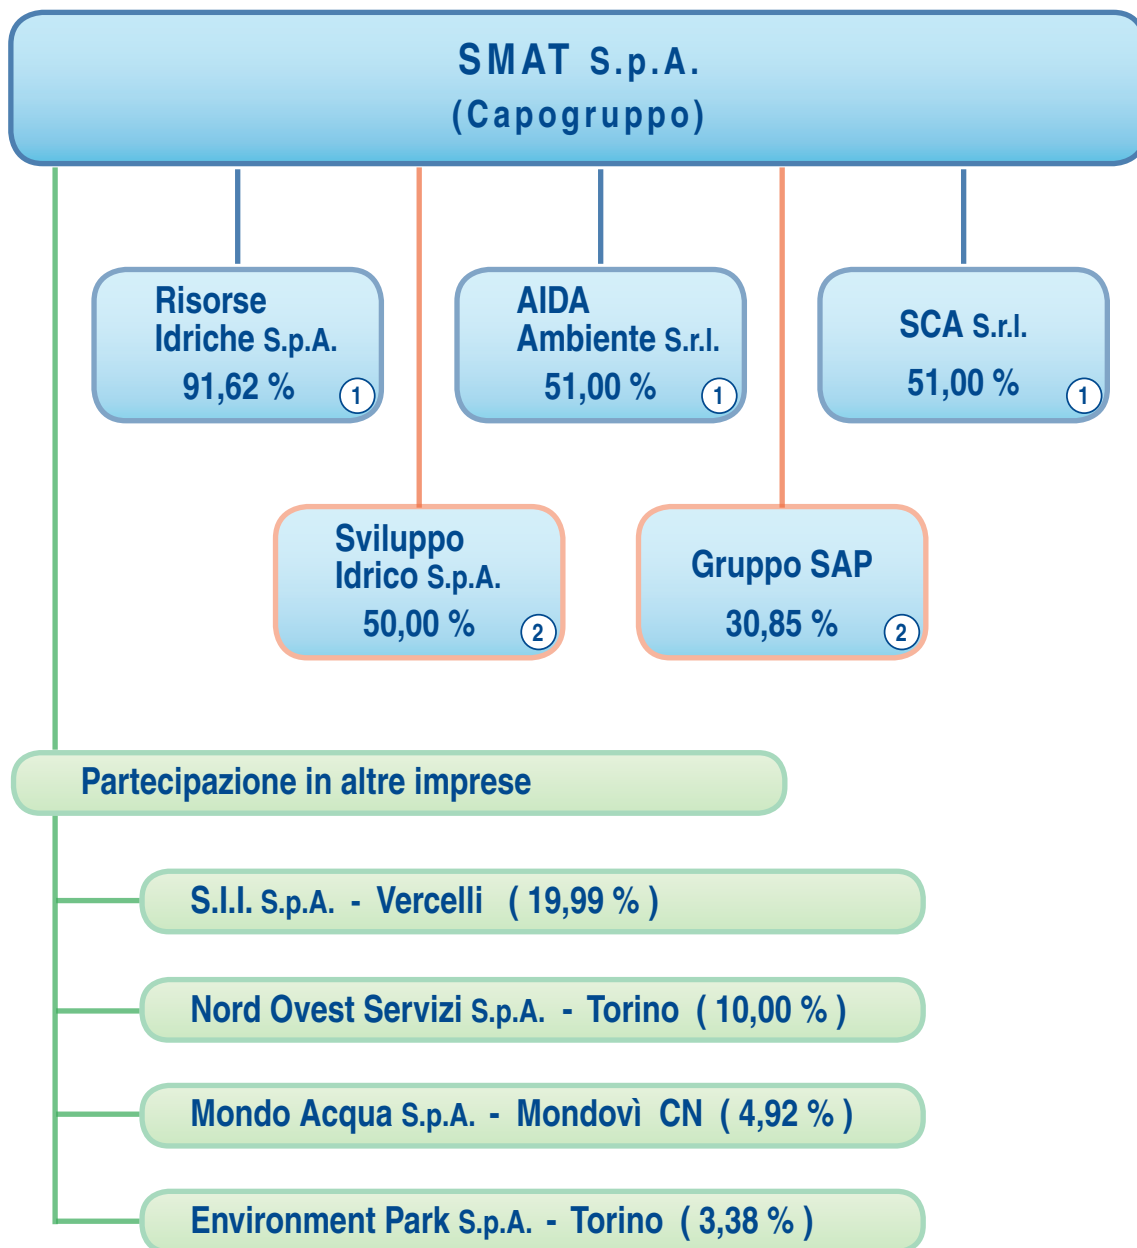 SMAT S.p.A.
(Capogruppo)
Risorse
Idriche S.p.A.
91,62 %
1
AIDA
Ambiente S.r.l.
51,00 %
1
SCA S.r.l.
51,00 %
1
Sviluppo
Idrico S.p.A.
50,00 %
2
Gruppo SAP
30,85 %
2
Partecipazione in altre imprese
S.I.I. S.p.A. - Vercelli ( 19,99 % )
Nord Ovest Servizi S.p.A. - Torino ( 10,00 % )
Mondo Acqua S.p.A. - Mondovì CN ( 4,92 % )
Environment Park S.p.A. - Torino ( 3,38 % )